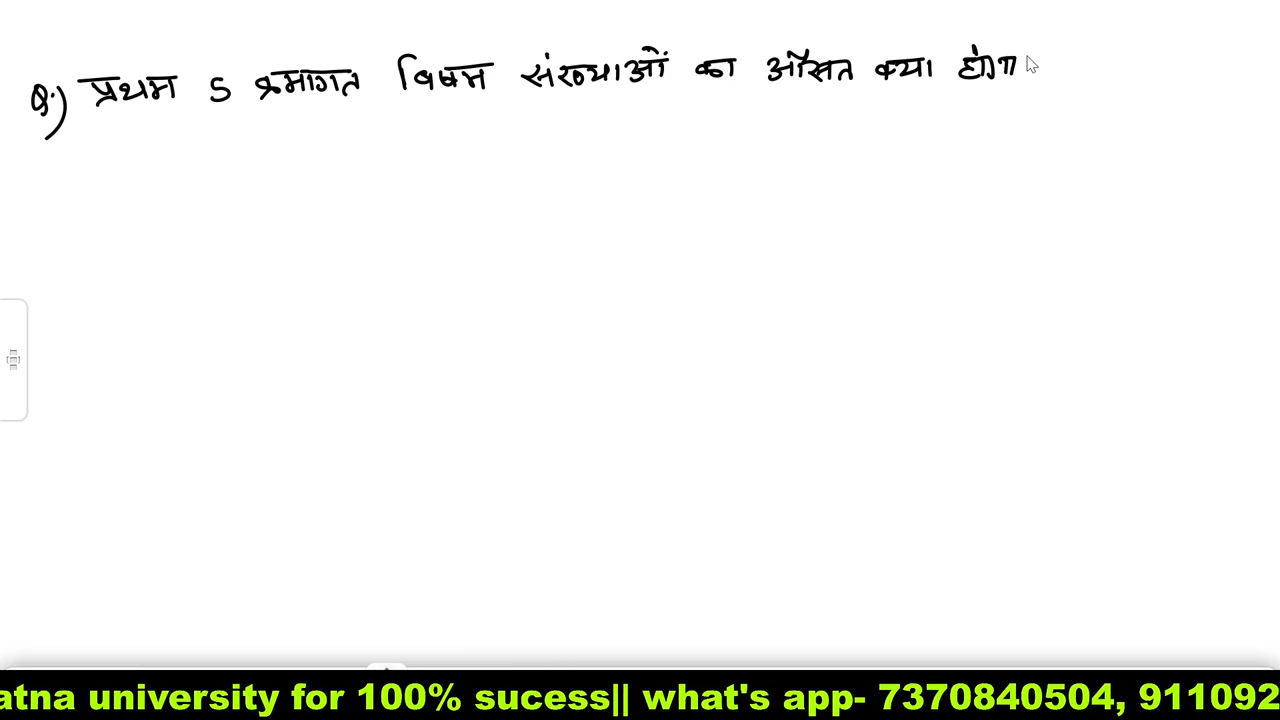 Q.) प्रथम 5 क्रमागत विषम संख्याओं का औसत क्या होगा
atna university for 100% sucess|| what's app- 7370840504, 911092